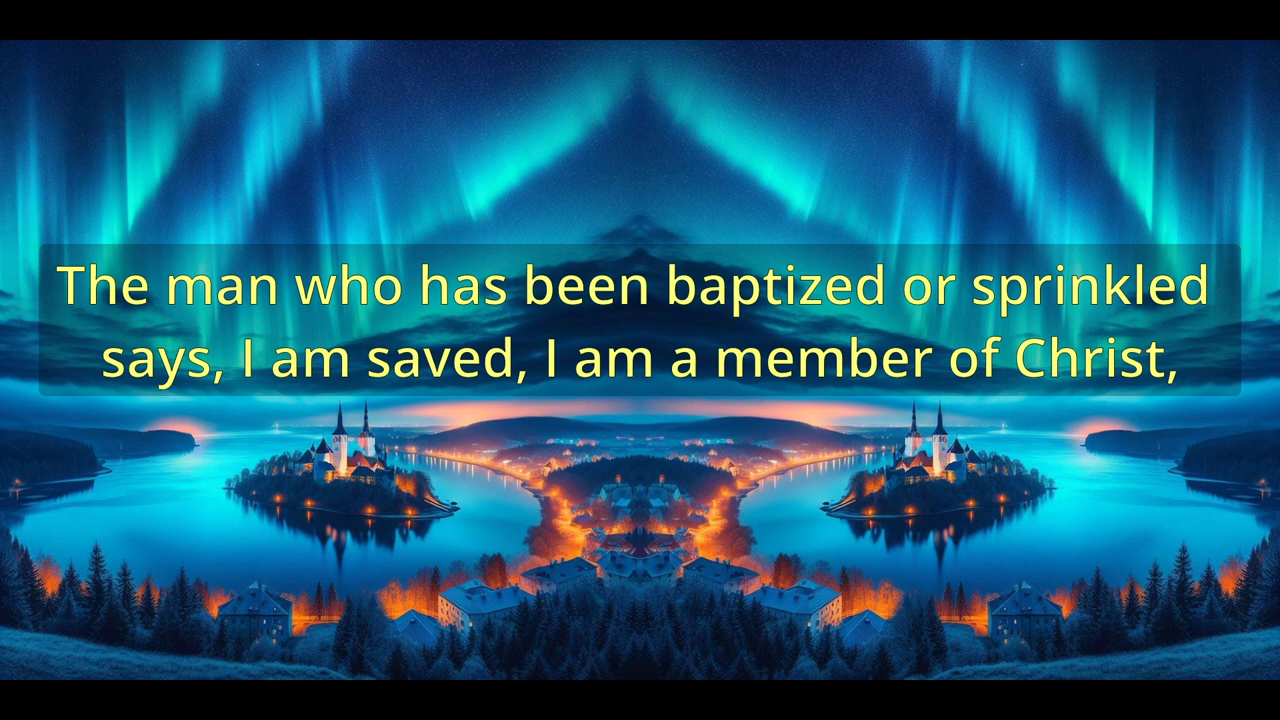 The man who has been baptized or sprinkled
says, I am saved, I am a member of Christ,